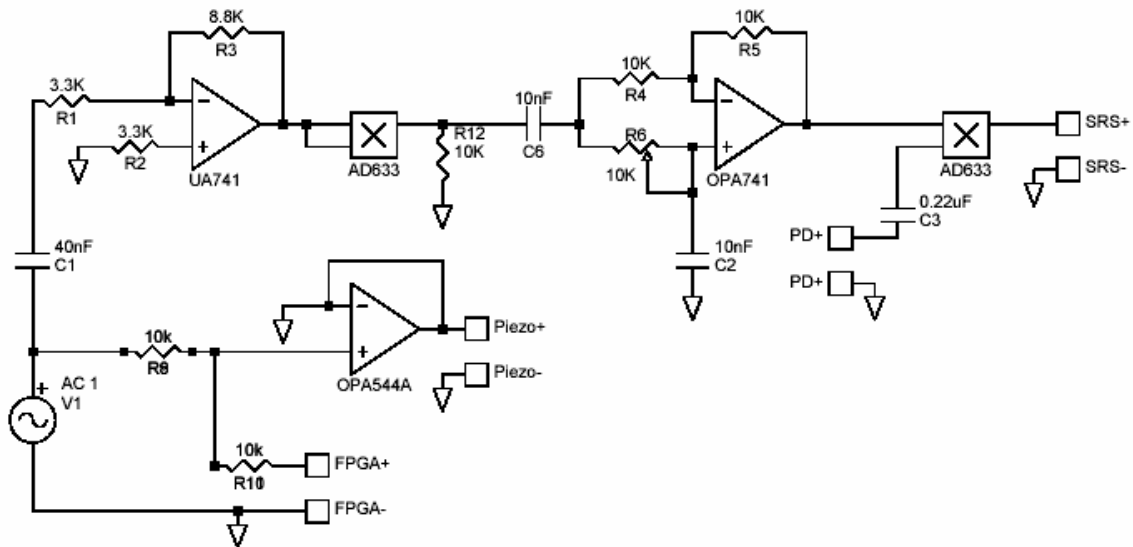 8.8K
R3
3.3K
R1
3.3K
R2
-
+
UA741
AD633
R12
10K
10nF
C6
10K
R4
R6
10K
10K
R5
-
+
OPA741
10nF
C2
AD633
SRS+
SRS-
0.22uF
C3
PD+
PD+
40nF
C1
10k
-
+
OPA544A
Piezo+
Piezo-
+
AC 1
V1
10k
FPGA+
FPGA-